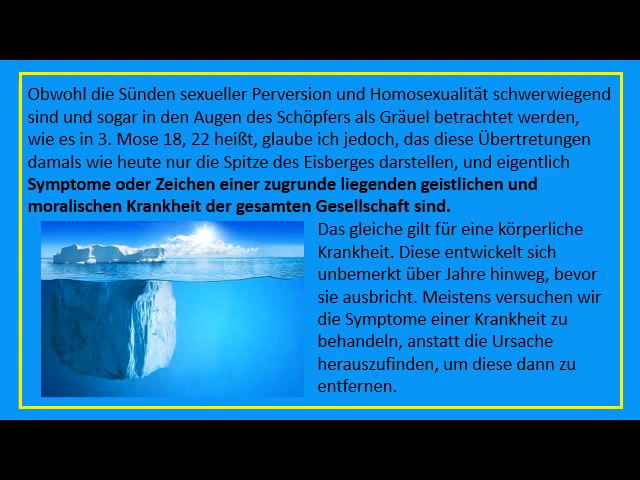 Obwohl die Sünden sexueller Perversion und Homosexualität schwerwiegend
sind und sogar in den Augen des Schöpfers als Gräuel betrachtet werden,
wie es in 3. Mose 18, 22 heißt, glaube ich jedoch, das diese Übertretungen
damals wie heute nur die Spitze des Eisberges darstellen, und eigentlich
Symptome oder Zeichen einer zugrunde liegenden geistlichen und
moralischen Krankheit der gesamten Gesellschaft sind.
Das gleiche gilt für eine körperliche
Krankheit. Diese entwickelt sich
unbemerkt über Jahre hinweg, bevor
sie ausbricht. Meistens versuchen wir
die Symptome einer Krankheit zu
behandeln, anstatt die Ursache
herauszufinden, um diese dann zu
entfernen.